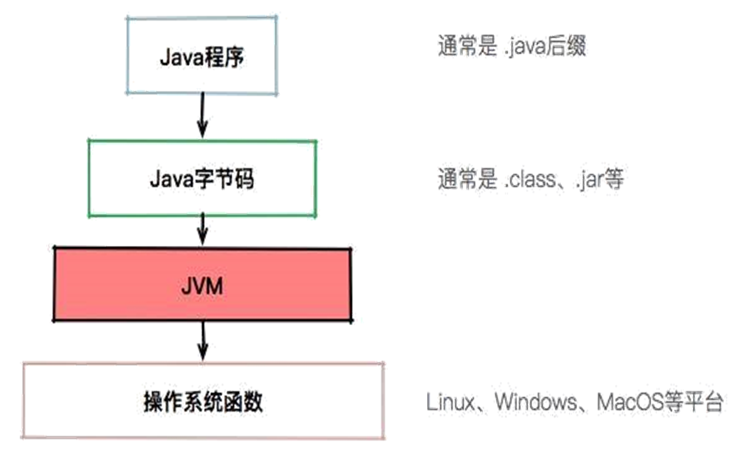 Java程序
通常是 .java后缀
Java字节码
通常是 .class、.jar等
JVM
操作系统函数
Linux、Windows、MacOS等平台